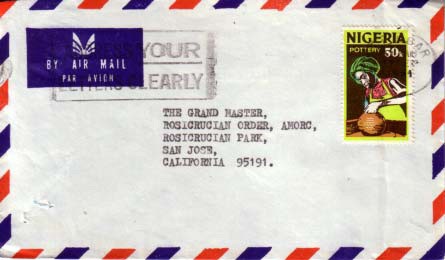 YOUR
LETTERS CLEARLY
BY AIR MAIL
PAR AVION
NIGERIA
POTTERY 50k
THE GRAND MASTER,
ROSICRUCIAN ORDER, AMORC,
ROSICRUCIAN PARK,
SAN JOSE,
CALIFORNIA 95191.